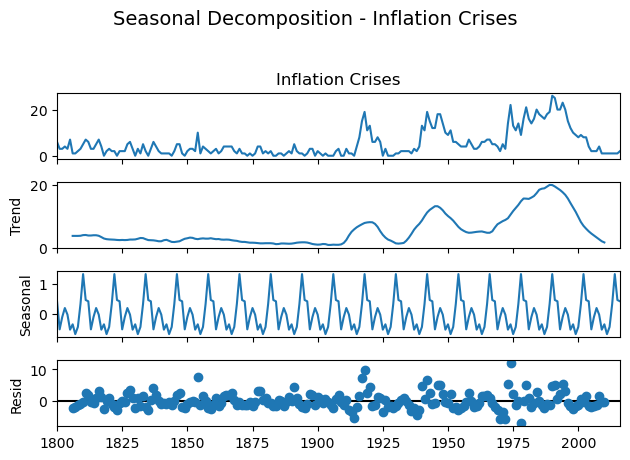 Seasonal Decomposition - Inflation Crises
Inflation Crises
20
0
Trend
20
0
Seasonal
1
0
Resid
10
0
1800 1825 1850 1875 1900 1925 1950 1975 2000